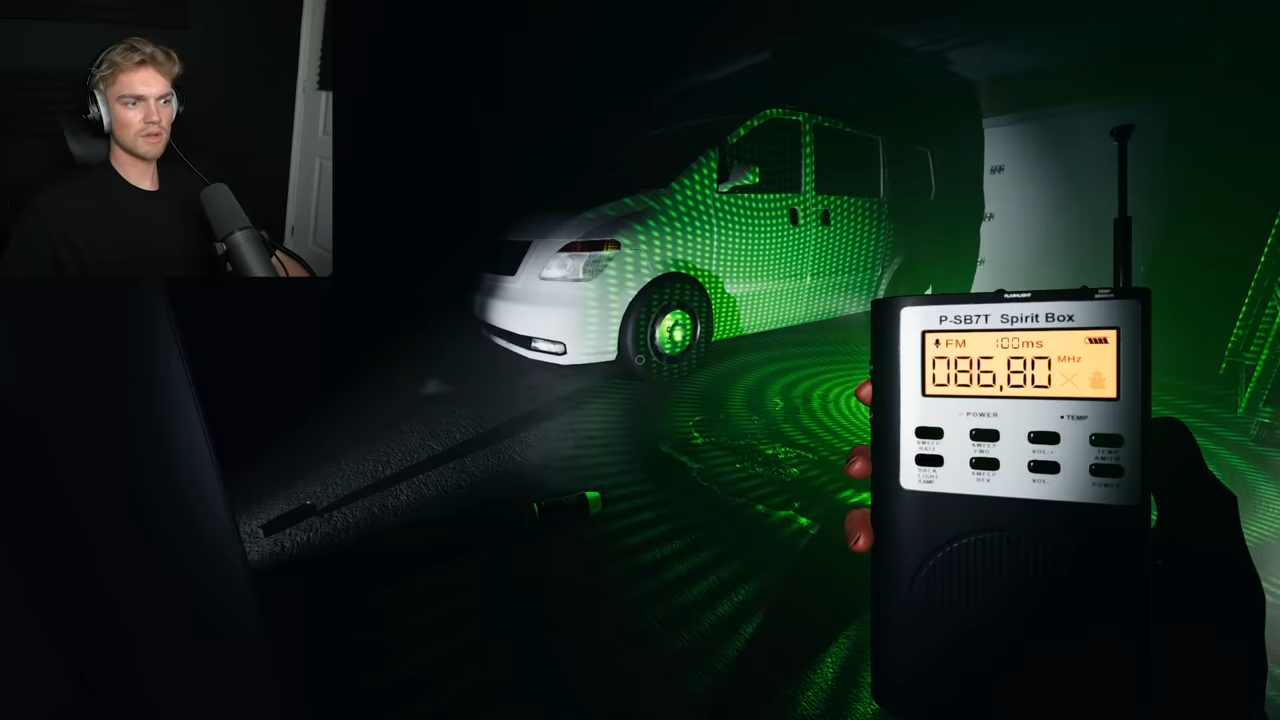 FLASHLIGHT
P-SB7T Spirit Box
FM 100ms
086,80 MHz
POWER
TEMP
SWEEP RATE
SWEEP FWD
VOL.+
TEMP AM/FM
BACK LIGHT
SWEEP REV
VOL.
POWER